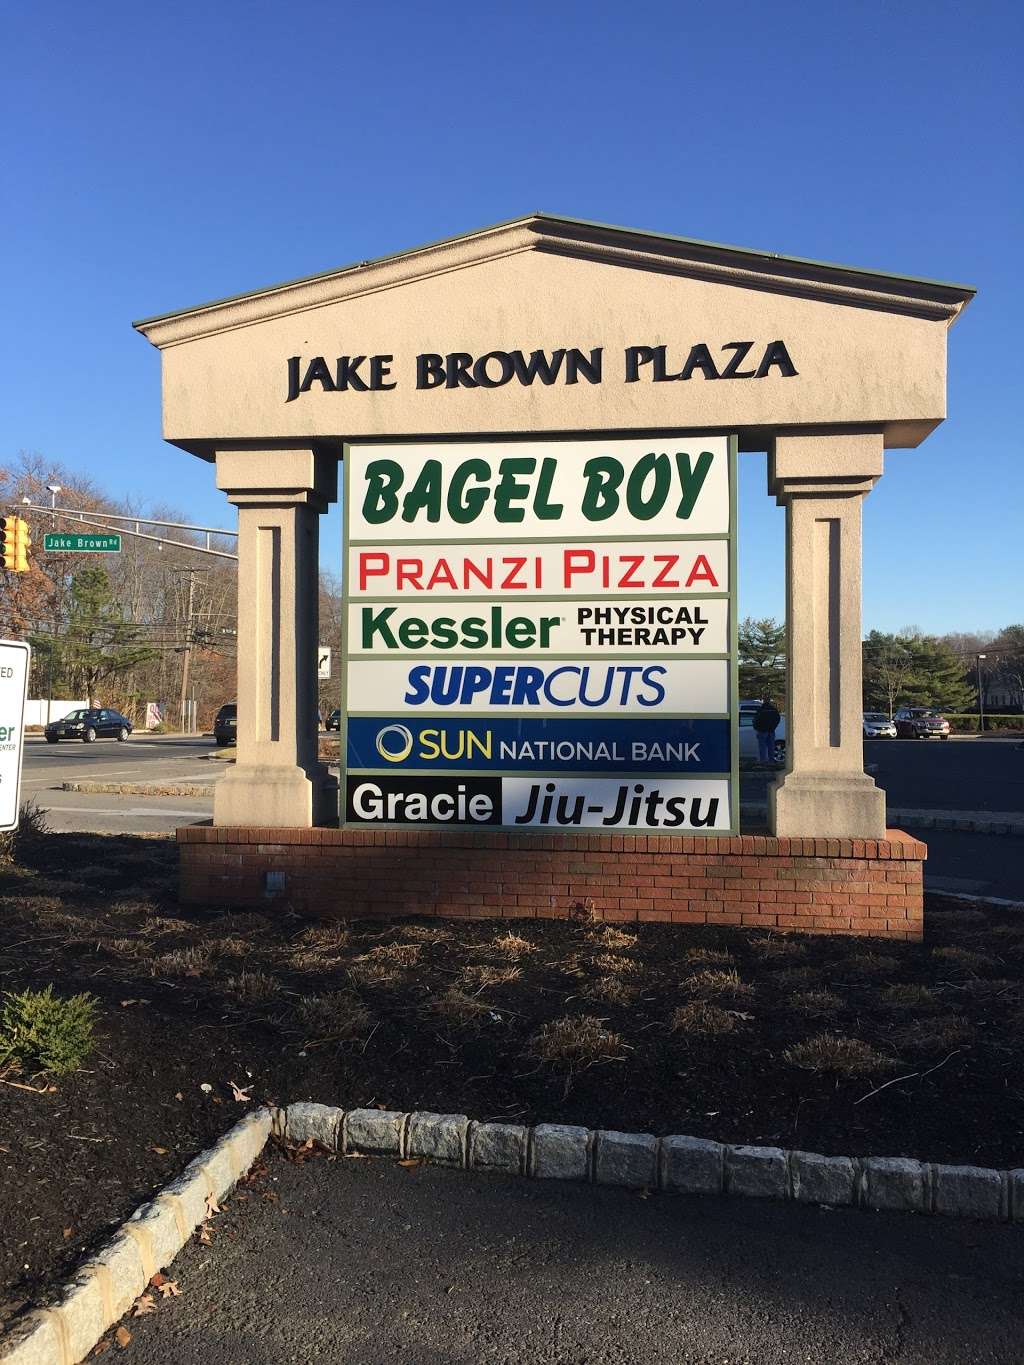 JAKE BROWN PLAZA
BAGEL BOY
PRANZI PIZZA
Kessler PHYSICAL
THERAPY
SUPERCUTS
SUN NATIONAL BANK
Gracie Jiu-Jitsu
Jake Brown Rd